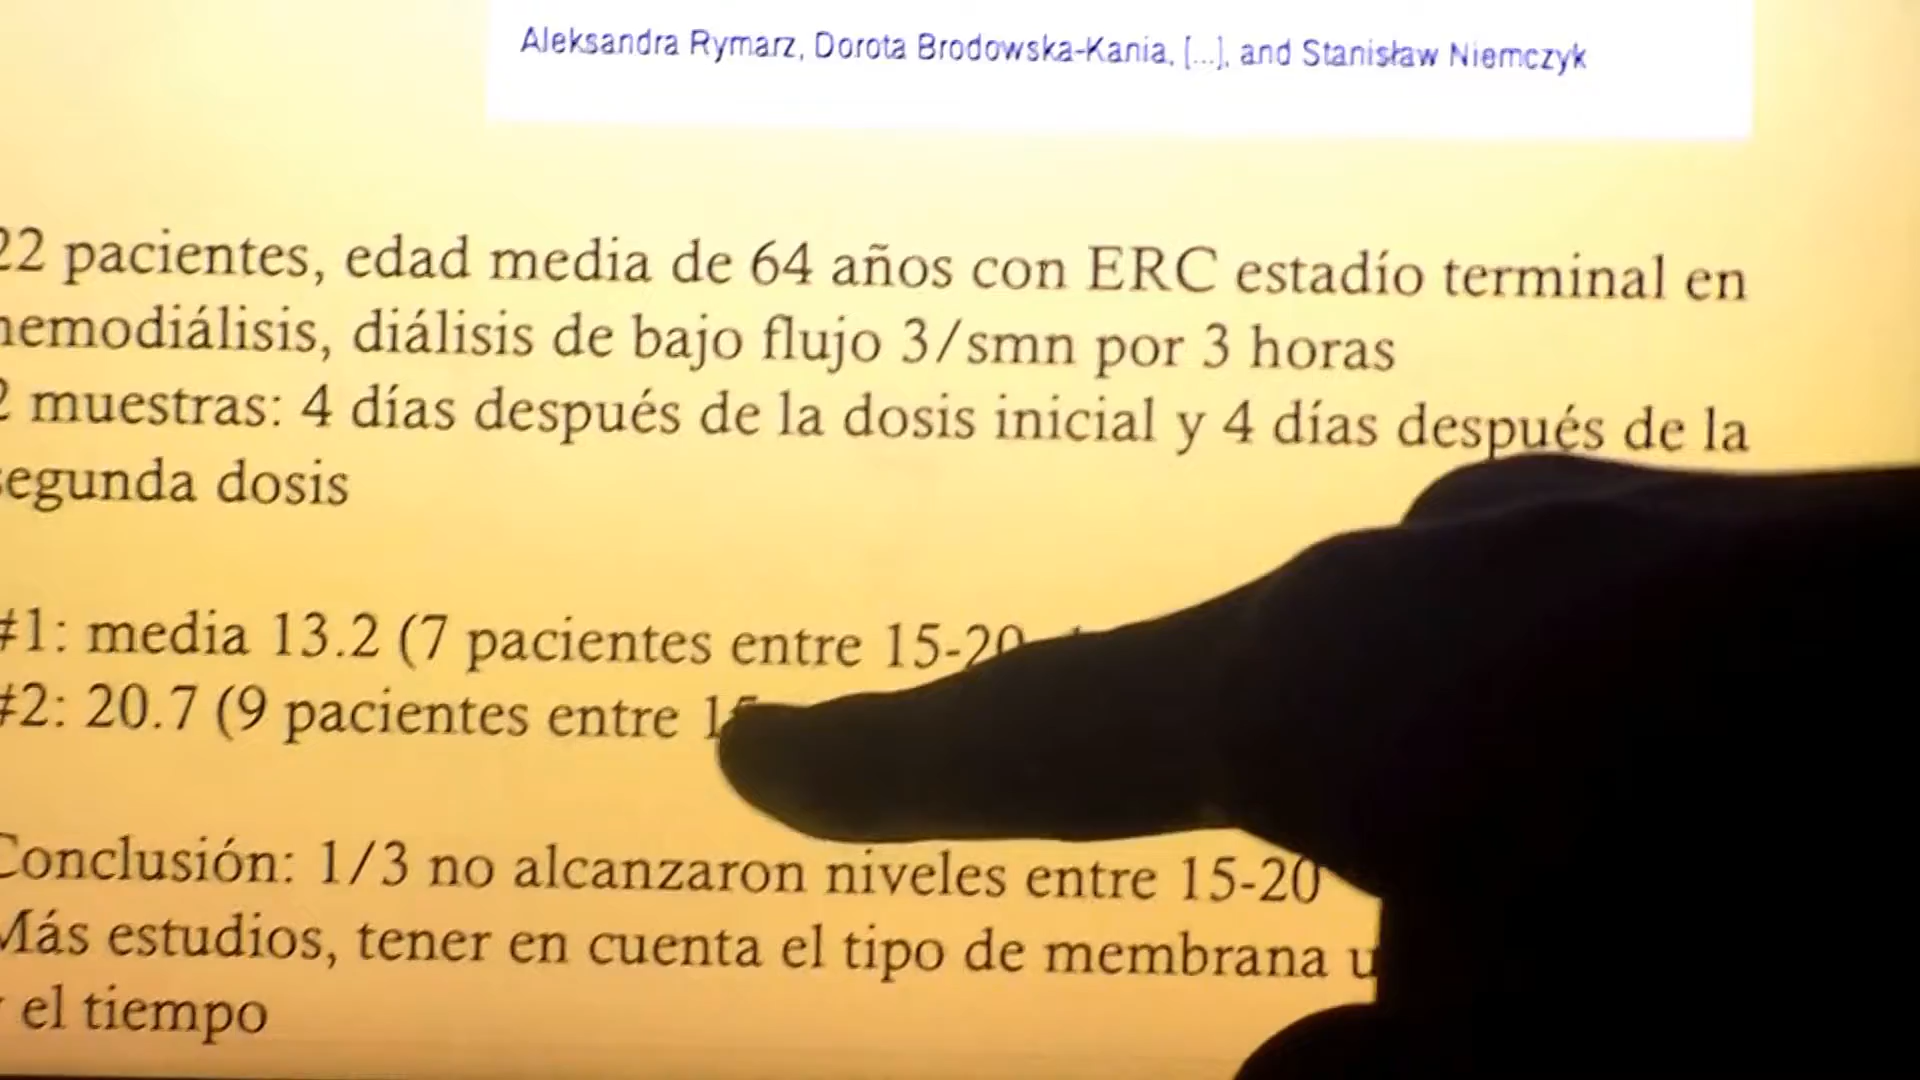 Aleksandra Rymarz, Dorota Brodowska-Kania, [...], and Stanisław Niemczyk
22 pacientes, edad media de 64 años con ERC estadío terminal en
hemodiálisis, diálisis de bajo flujo 3/smn por 3 horas
2 muestras: 4 días después de la dosis inicial y 4 días después de la
segunda dosis
#1: media 13.2 (7 pacientes entre 15-20
#2: 20.7 (9 pacientes entre
Conclusión: 1/3 no alcanzaron niveles entre 15-20
Más estudios, tener en cuenta el tipo de membrana
el tiempo